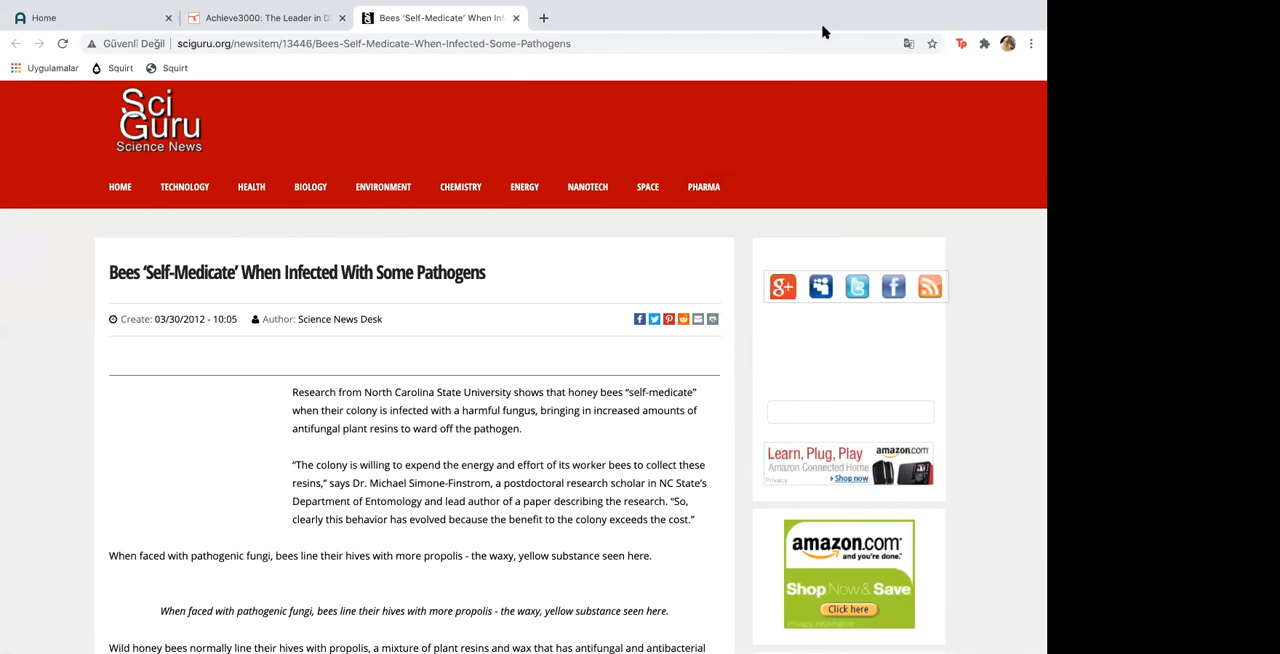 Home
Achieve3000: The Leader in Di
Bees ‘Self-Medicate’ When Inf
Güvenli Değil
sciguru.org/newsitem/13446/Bees-Self-Medicate-When-Infected-Some-Pathogens
Uygulamalar
Squirt
Squirt
Sci
Guru
Science News
HOME
TECHNOLOGY
HEALTH
BIOLOGY
ENVIRONMENT
CHEMISTRY
ENERGY
NANOTECH
SPACE
PHARMA
Bees ‘Self-Medicate’ When Infected With Some Pathogens
Create: 03/30/2012 - 10:05
Author: Science News Desk
Research from North Carolina State University shows that honey bees “self-medicate”
when their colony is infected with a harmful fungus, bringing in increased amounts of
antifungal plant resins to ward off the pathogen.
“The colony is willing to expend the energy and effort of its worker bees to collect these
resins,” says Dr. Michael Simone-Finstrom, a postdoctoral research scholar in NC State’s
Department of Entomology and lead author of a paper describing the research. “So,
clearly this behavior has evolved because the benefit to the colony exceeds the cost.”
When faced with pathogenic fungi, bees line their hives with more propolis - the waxy, yellow substance seen here.
When faced with pathogenic fungi, bees line their hives with more propolis - the waxy, yellow substance seen here.
Wild honey bees normally line their hives with propolis, a mixture of plant resins and wax that has antifungal and antibacterial
Learn, Plug, Play
Amazon Connected Home
amazon.com
Privacy
Shop now
amazon.com
and you're done.
Shop Now & Save
Click here
Privacy Information